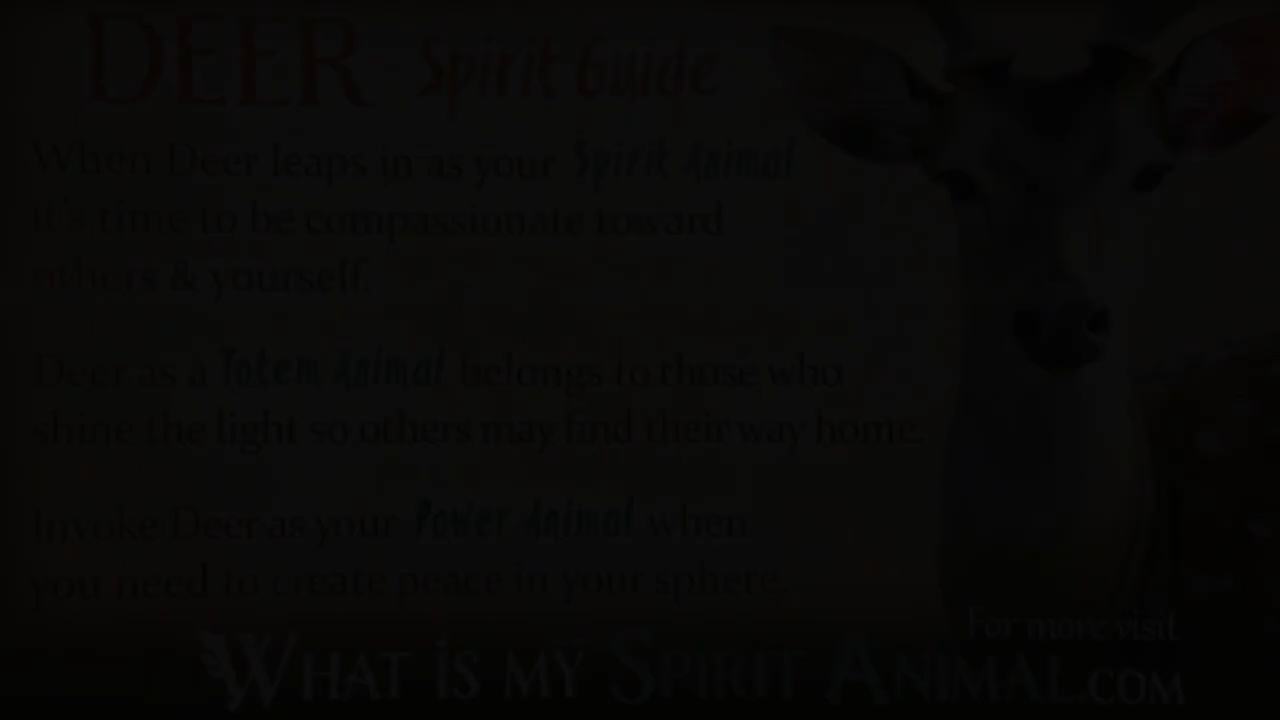 DEER Spirit Guide
When Deer leaps in as your Spirit Animal
it's time to be compassionate toward
others & yourself.
Deer as a Totem Animal belongs to those who
shine the light so others may find their way home.
Invoke Deer as your Power Animal when
you need to create peace in your sphere.
For more visit
WHAT IS MY SPIRIT ANIMAL.COM